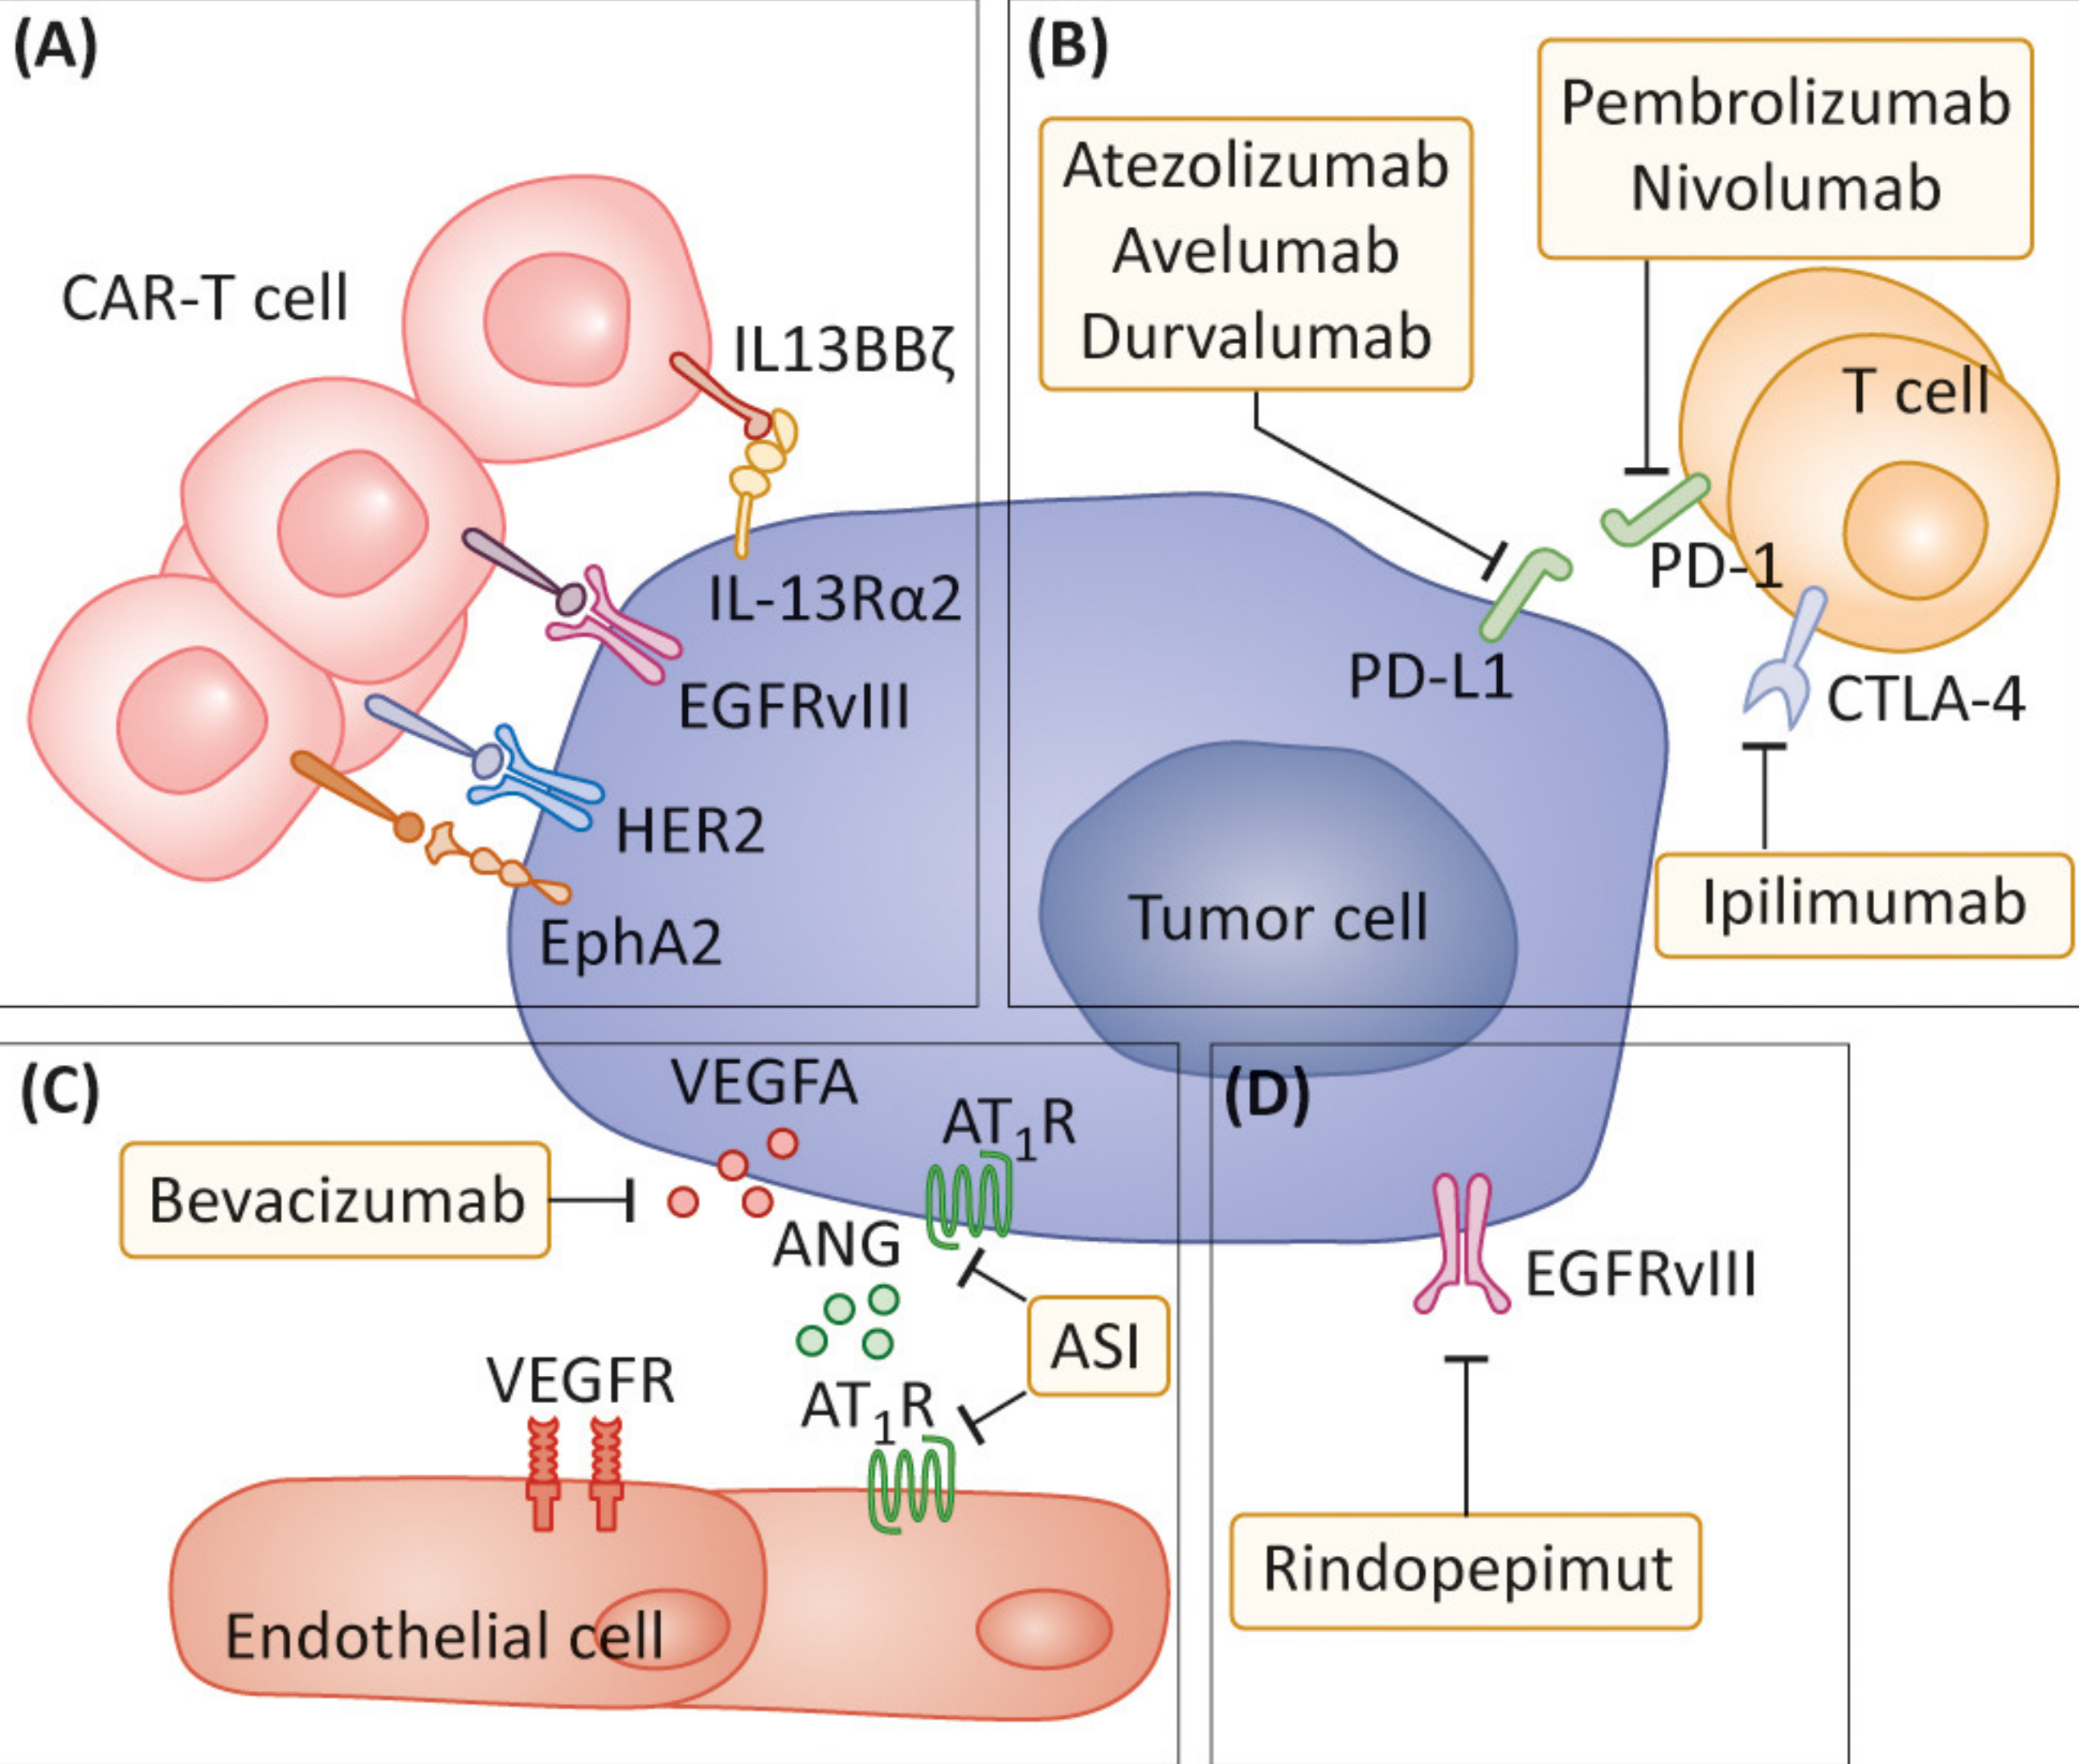 (A)
CAR-T cell
IL13BBζ
IL-13Rα2
EGFRvIII
HER2
EphA2
(B)
Atezolizumab
Avelumab
Durvalumab
Pembrolizumab
Nivolumab
T cell
PD-1
PD-L1
CTLA-4
Ipilimumab
Tumor cell
(C)
VEGFA
AT₁R
Bevacizumab
ANG
ASI
VEGFR
AT₁R
Endothelial cell
(D)
EGFRvIII
Rindopepimut